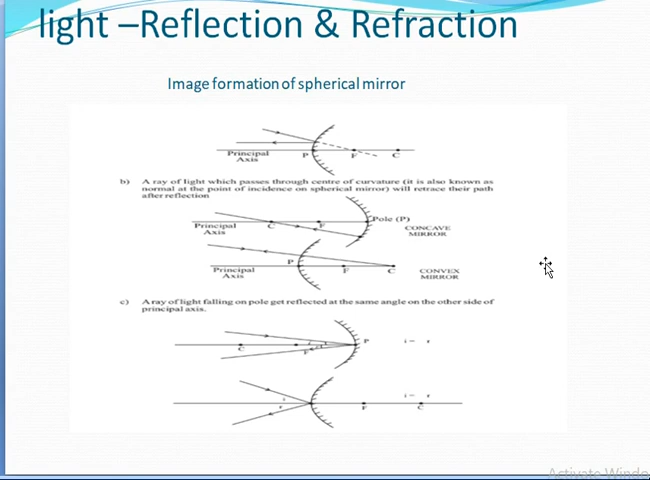 light –Reflection & Refraction
Image formation of spherical mirror
Principal
Axis
P
F
C
b) A ray of light which passes through centre of curvature (it is also known as
normal at the point of incidence on spherical mirror) will retrace their path
after reflection
Pole (P)
Principal
Axis
C
F
CONCAVE
MIRROR
P
Principal
Axis
F
C
CONVEX
MIRROR
c) A ray of light falling on pole get reflected at the same angle on the other side of
principal axis.
P
i = r
C
F
i = r
i
r
F
C
Activate Windo